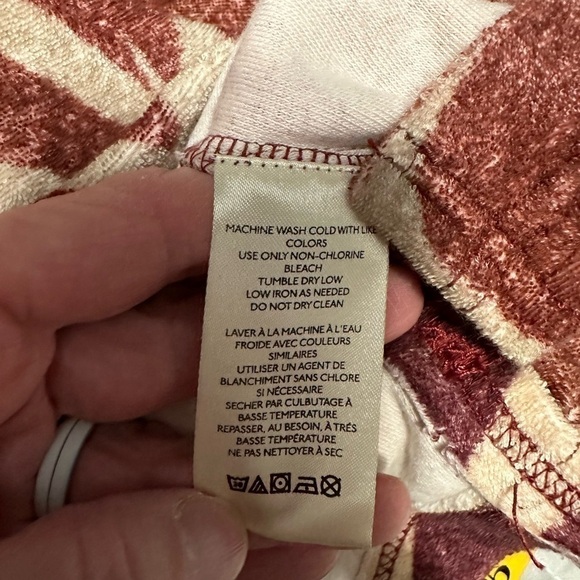 MACHINE WASH COLD WITH LIKE
COLORS
USE ONLY NON-CHLORINE
BLEACH
TUMBLE DRY LOW
LOW IRON AS NEEDED
DO NOT DRY CLEAN
LAVER À LA MACHINE À L'EAU
FROIDE AVEC COULEURS
SIMILAIRES
UTILISER UN AGENT DE
BLANCHIMENT SANS CHLORE
SI NÉCESSAIRE
SECHER PAR CULBUTAGE À
BASSE TEMPERATURE
REPASSER, AU BESOIN, À TRÉS
BASSE TEMPÉRATURE
NE PAS NETTOYER À SEC